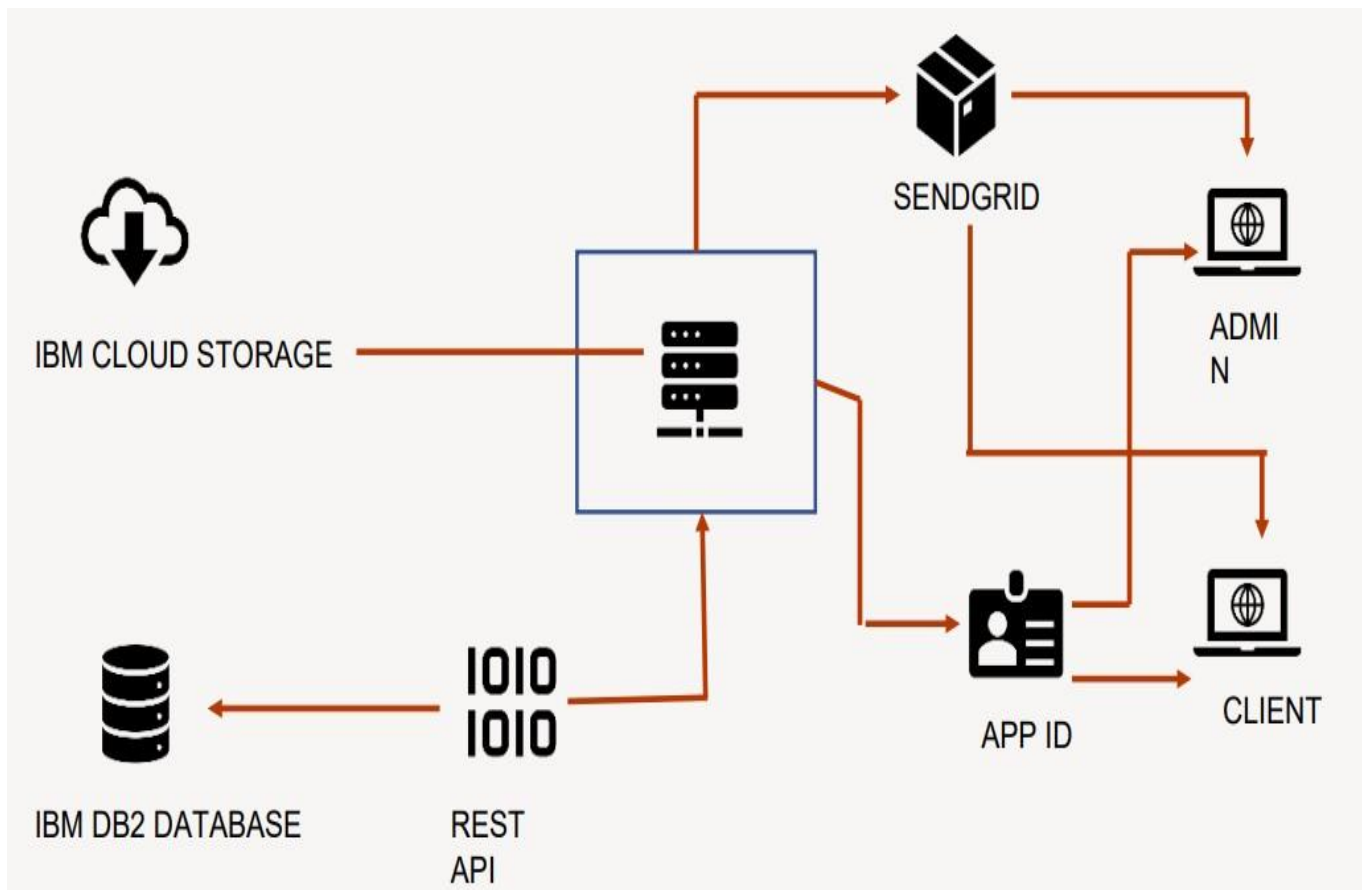 SENDGRID
IBM CLOUD STORAGE
ADMI
N
1010
1010
APP ID
CLIENT
IBM DB2 DATABASE
REST
API